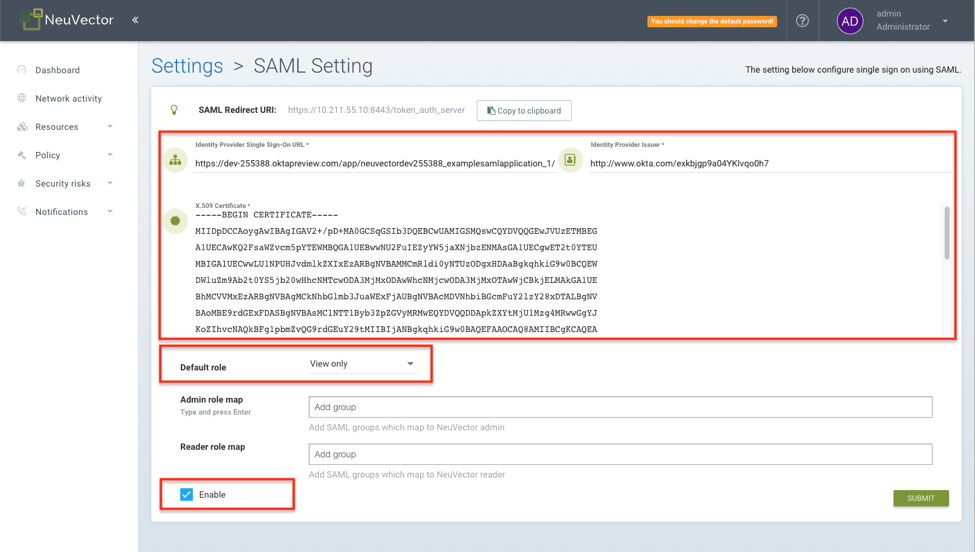 NeuVector «
You should change the default password!
?
AD
admin
Administrator
Dashboard
Network activity
Resources
Policy
Security risks
Notifications
Settings > SAML Setting
The setting below configure single sign on using SAML.
SAML Redirect URI: https://10.211.55.10:8443/token_auth_server
Copy to clipboard
Identity Provider Single Sign-On URL *
https://dev-255388.oktapreview.com/app/neuvectordev255388_examplesamlapplication_1/
Identity Provider Issuer *
http://www.okta.com/exkbjgp9a04YKIvqo0h7
X.509 Certificate *
-----BEGIN CERTIFICATE-----
MIIDpDCCAoygAwIBAgIGAV2+/pD+MA0GCSqGSIb3DQEBCwUAMIGSMQswCQYDVQQGEwJVUzETMBEG
A1UECAwKQ2FsaWZvcm5pYTEWMBQGA1UEBwwNU2FuIEZyYW5jaXNjbzENMAsGA1UECgwET2t0YTEU
MBIGA1UECwwLU1NPUHJvdmlkZXIxEzARBgNVBAMMCmRldi0yNTUzODgxHDAaBgkqhkiG9w0BCQEW
DWluZm9Ab2t0YS5jb20wHhcNMTcwODA3MjMxODAwWhcNMjcwODA3MjMxOTAwWjCBkjELMAkGA1UE
BhMCVVMxEzARBgNVBAgMCkNhbGlmb3JuaWExFjAUBgNVBAcMDVNhbiBGcmFuY2lzY28xDTALBgNV
BAoMBE9rdGExFDASBgNVBAsMC1NTT1Byb3ZpZGVyMRMwEQYDVQQDDApkZXYtMjU1Mzg4MRwwGgYJ
KoZIhvcNAQkBFg1pbmZvQG9rdGEuY29tMIIBIjANBgkqhkiG9w0BAQEFAAOCAQ8AMIIBCgKCAQEA
Default role
View only
Admin role map
Type and press Enter
Add group
Add SAML groups which map to NeuVector admin
Reader role map
Add group
Add SAML groups which map to NeuVector reader
Enable
SUBMIT